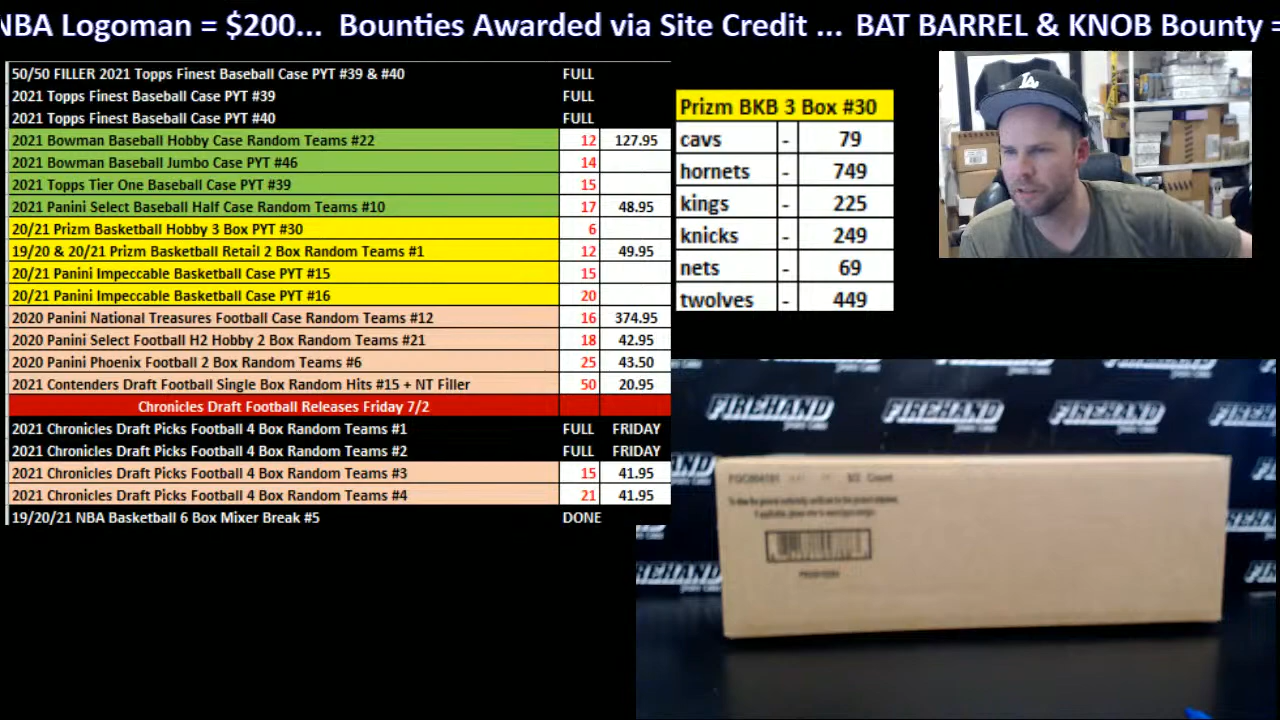 NBA Logoman = $200... Bounties Awarded via Site Credit ... BAT BARREL & KNOB Bounty =
50/50 FILLER 2021 Topps Finest Baseball Case PYT #39 & #40 FULL
2021 Topps Finest Baseball Case PYT #39 FULL
2021 Topps Finest Baseball Case PYT #40 FULL
2021 Bowman Baseball Hobby Case Random Teams #22 12 127.95
2021 Bowman Baseball Jumbo Case PYT #46 14
2021 Topps Tier One Baseball Case PYT #39 15
2021 Panini Select Baseball Half Case Random Teams #10 17 48.95
20/21 Prizm Basketball Hobby 3 Box PYT #30 6
19/20 & 20/21 Prizm Basketball Retail 2 Box Random Teams #1 12 49.95
20/21 Panini Impeccable Basketball Case PYT #15 15
20/21 Panini Impeccable Basketball Case PYT #16 20
2020 Panini National Treasures Football Case Random Teams #12 16 374.95
2020 Panini Select Football H2 Hobby 2 Box Random Teams #21 18 42.95
2020 Panini Phoenix Football 2 Box Random Teams #6 25 43.50
2021 Contenders Draft Football Single Box Random Hits #15 + NT Filler 50 20.95
Chronicles Draft Football Releases Friday 7/2
2021 Chronicles Draft Picks Football 4 Box Random Teams #1 FULL FRIDAY
2021 Chronicles Draft Picks Football 4 Box Random Teams #2 FULL FRIDAY
2021 Chronicles Draft Picks Football 4 Box Random Teams #3 15 41.95
2021 Chronicles Draft Picks Football 4 Box Random Teams #4 21 41.95
19/20/21 NBA Basketball 6 Box Mixer Break #5 DONE
Prizm BKB 3 Box #30
cavs - 79
hornets - 749
kings - 225
knicks - 249
nets - 69
twolves - 449
LA
FIREHAND FIREHAND FIREHAND FIREHAND
FIREHAND
Count